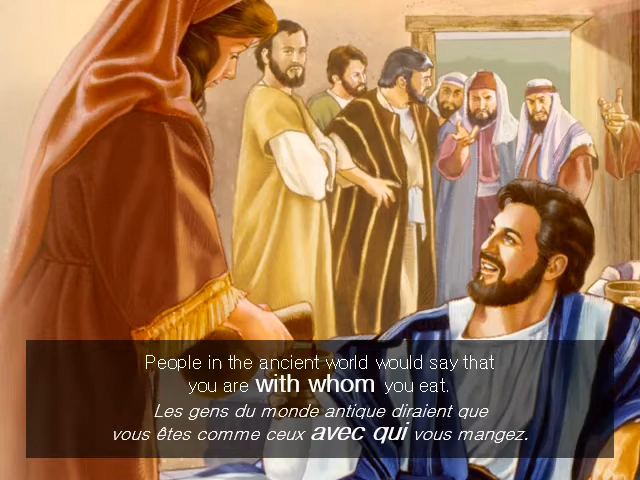 People in the ancient world would say that
you are with whom you eat.
Les gens du monde antique diraient que
vous êtes comme ceux avec qui vous mangez.